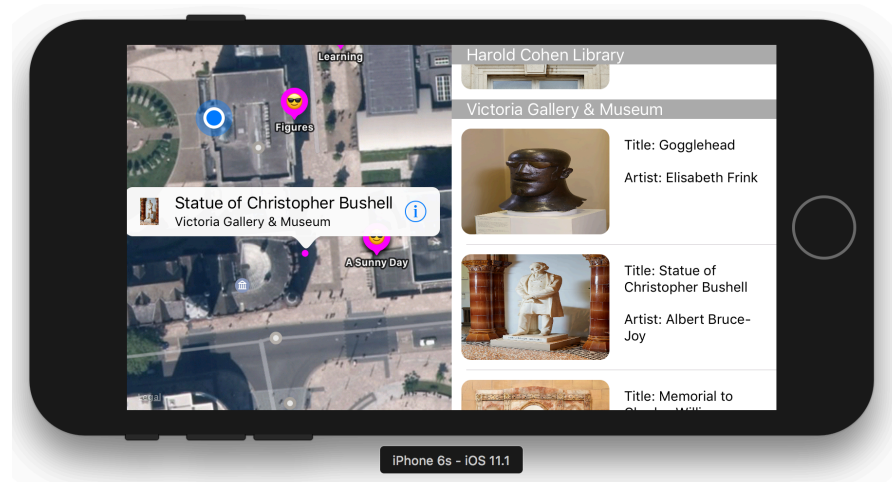 Learning
Figures
Statue of Christopher Bushell
Victoria Gallery & Museum
A Sunny Day
Legal
Harold Cohen Library
Victoria Gallery & Museum
Title: Gogglehead
Artist: Elisabeth Frink
Title: Statue of
Christopher Bushell
Artist: Albert Bruce-
Joy
Title: Memorial to
iPhone 6s - iOS 11.1